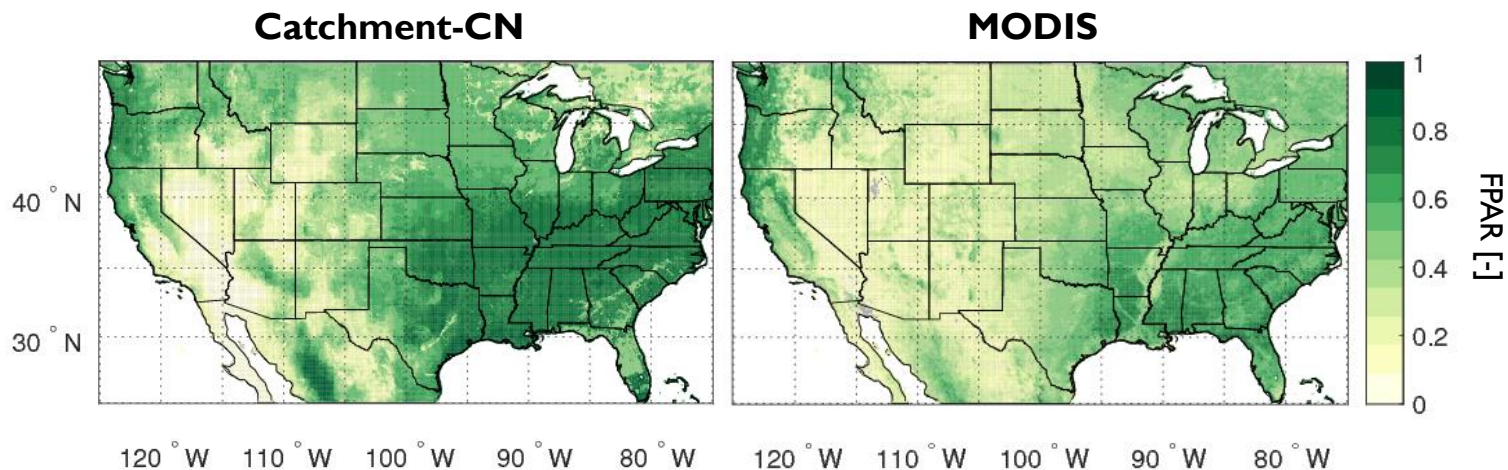 Catchment-CN
MODIS
40 ° N
30 ° N
120 ° W
110 ° W
100 ° W
90 ° W
80 ° W
120 ° W
110 ° W
100 ° W
90 ° W
80 ° W
1
0.8
0.6
0.4
0.2
0
FPAR [-]